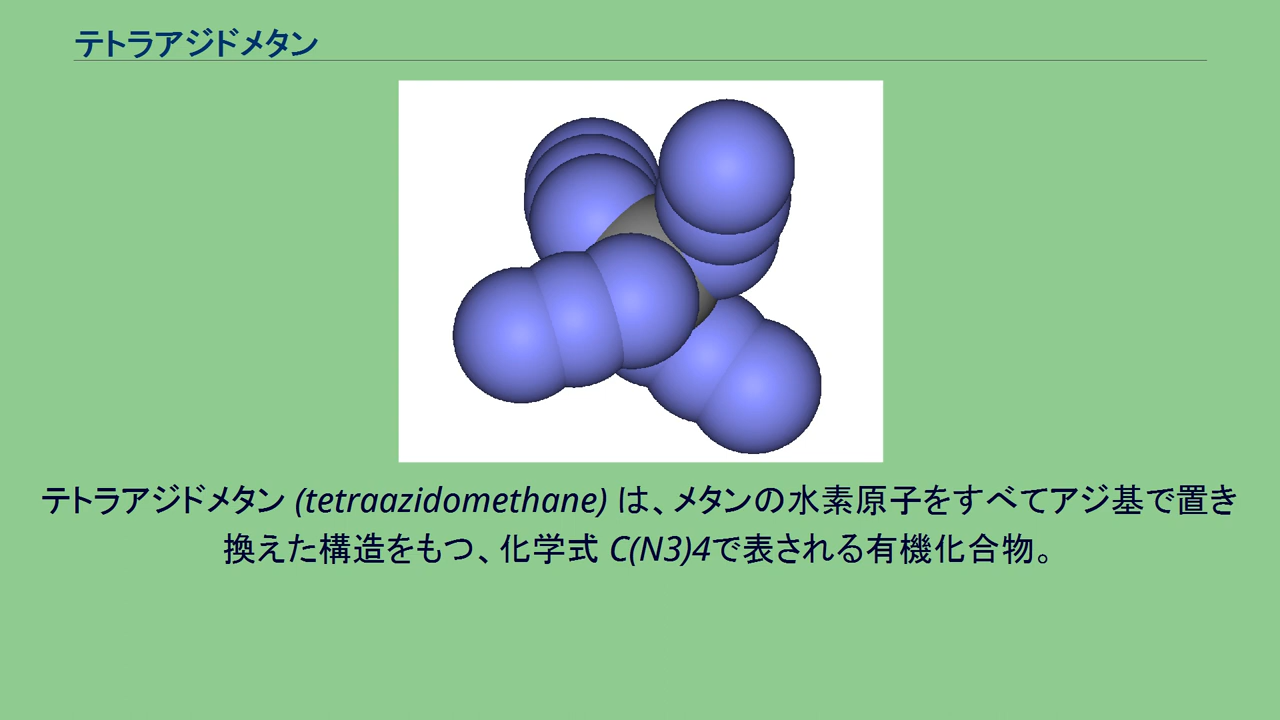 テトラアジドメタン
テトラアジドメタン (tetraazidomethane) は、メタンの水素原子をすべてアジ基で置き
換えた構造をもつ、化学式 C(N3)4で表される有機化合物。